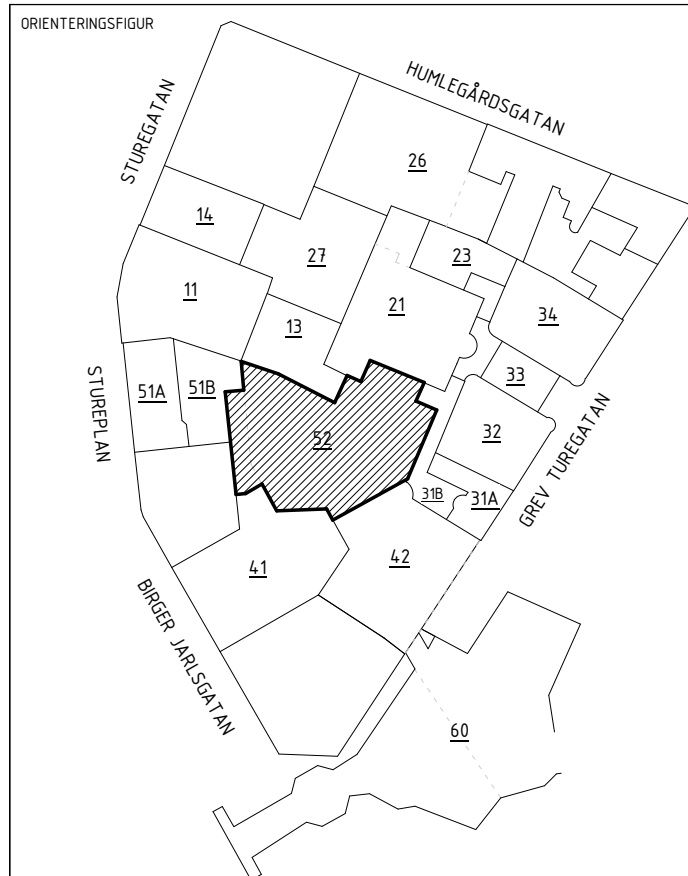 ORIENTERINGSFIGUR
HUMLEGÅRDSGATAN
STUREGATAN
26
14
27
23
11
21
34
13
33
51A
51B
STUREPLAN
32
52
GREV TUREGATAN
31B
31A
42
41
BIRGER JARLSGATAN
60